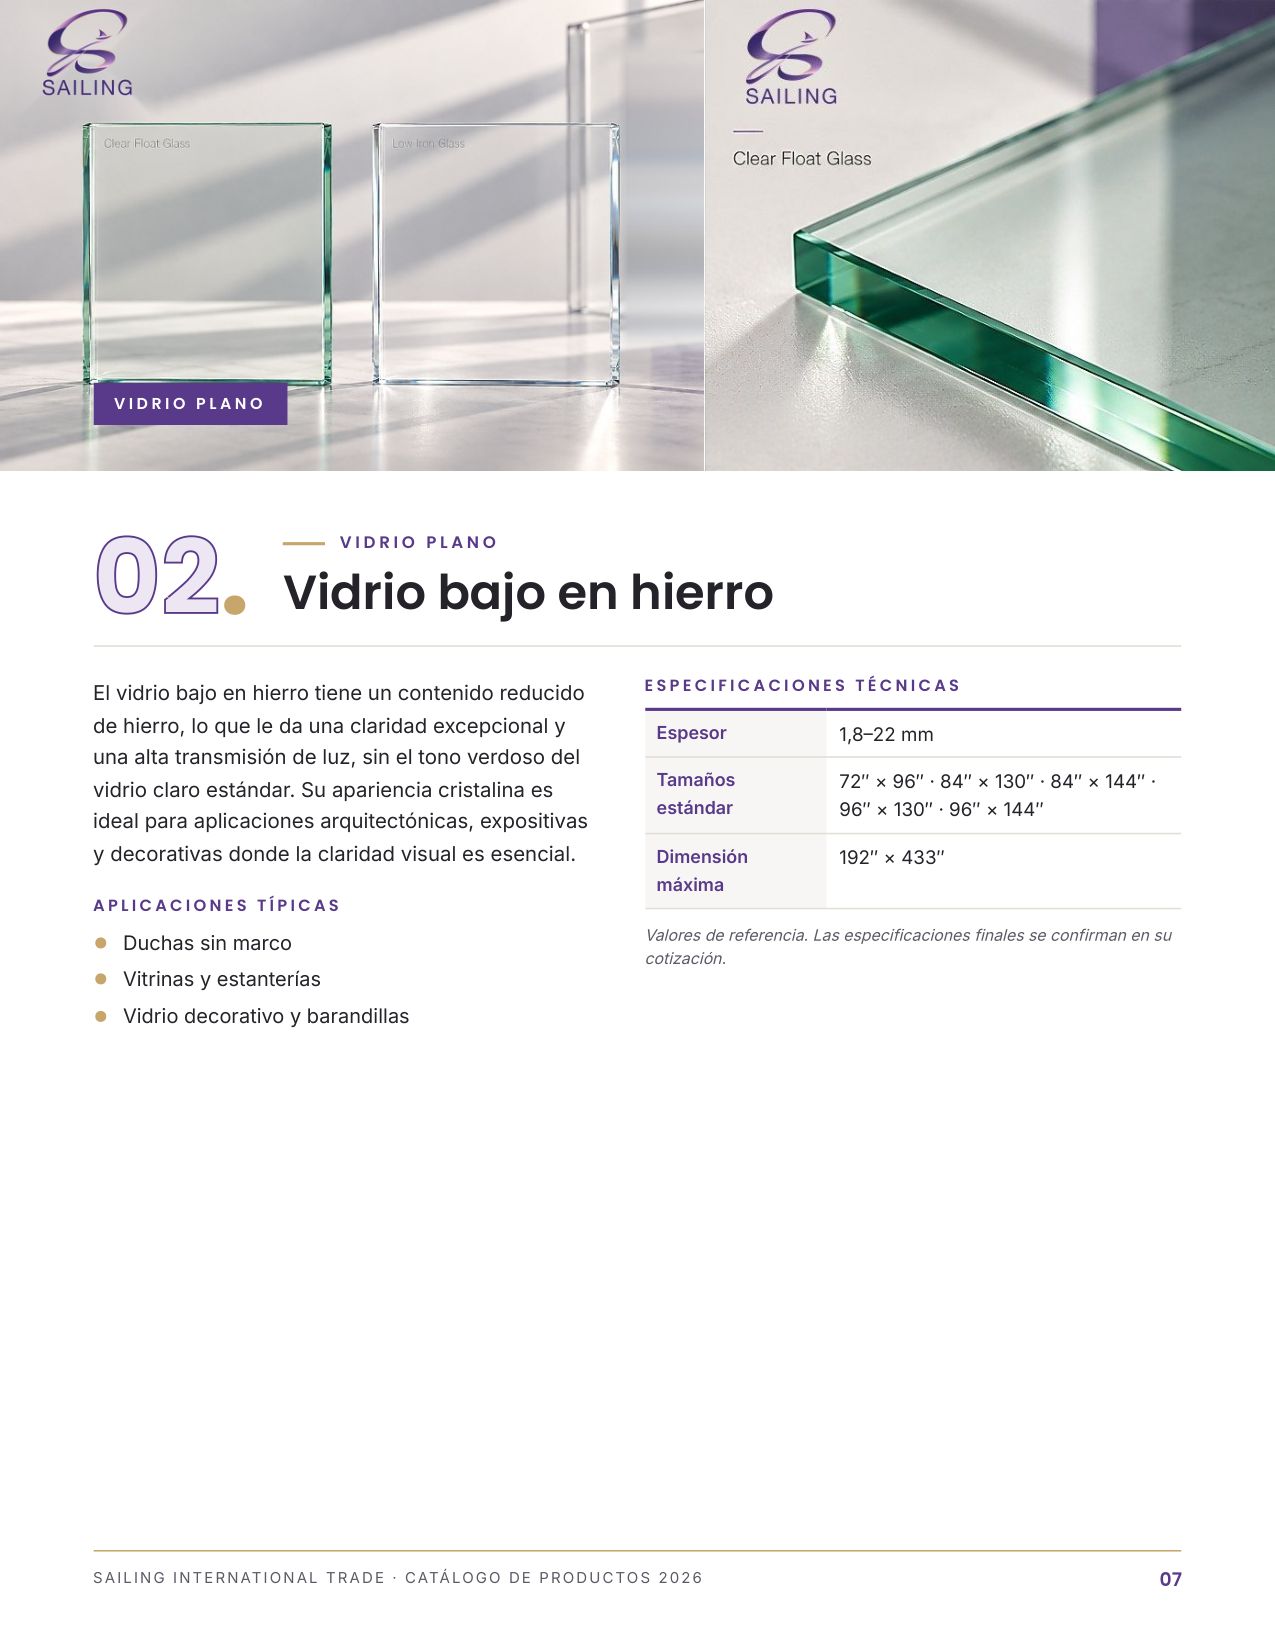 SAILING
Clear Float Glass
Low Iron Glass
VIDRIO PLANO
SAILING
Clear Float Glass
02.
VIDRIO PLANO
Vidrio bajo en hierro
El vidrio bajo en hierro tiene un contenido reducido
de hierro, lo que le da una claridad excepcional y
una alta transmisión de luz, sin el tono verdoso del
vidrio claro estándar. Su apariencia cristalina es
ideal para aplicaciones arquitectónicas, expositivas
y decorativas donde la claridad visual es esencial.
APLICACIONES TÍPICAS
Duchas sin marco
Vitrinas y estanterías
Vidrio decorativo y barandillas
ESPECIFICACIONES TÉCNICAS
Espesor 1,8–22 mm
Tamaños estándar 72″ × 96″ · 84″ × 130″ · 84″ × 144″ ·
96″ × 130″ · 96″ × 144″
Dimensión máxima 192″ × 433″
Valores de referencia. Las especificaciones finales se confirman en su
cotización.
SAILING INTERNATIONAL TRADE · CATÁLOGO DE PRODUCTOS 2026
07